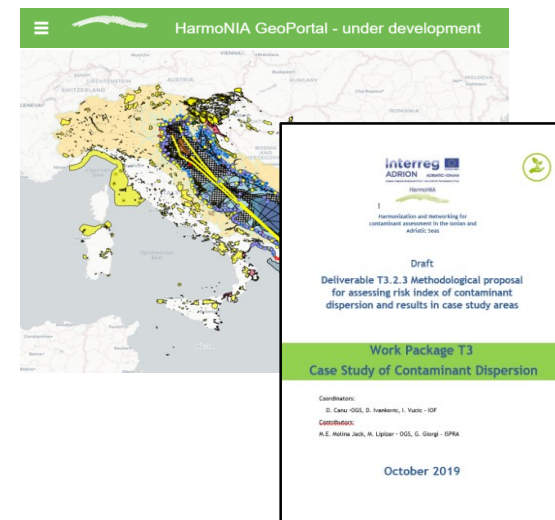 HarmoNIA GeoPortal - under development
VIENNA
Budapest
LIECHTENSTEIN
AUSTRIA
SWITZERLAND
HUNGARY
MOLDOVA
ROMANIA
BOSNIA
AND
Interreg
ADRION ADRIATIC-IONIAN
HarmoNIA
Harmonization and Networking for
contaminant assessment in the Ionian and
Adriatic Seas
Draft
Deliverable T3.2.3 Methodological proposal
for assessing risk index of contaminant
dispersion and results in case study areas
Work Package T3
Case Study of Contaminant Dispersion
Coordinators:
D. Canu -OGS, D. Ivankovic, I. Vucic - IOF
Contributors:
M.E. Molina Jack, M. Lipizer - OGS, G. Giorgi - ISPRA
October 2019